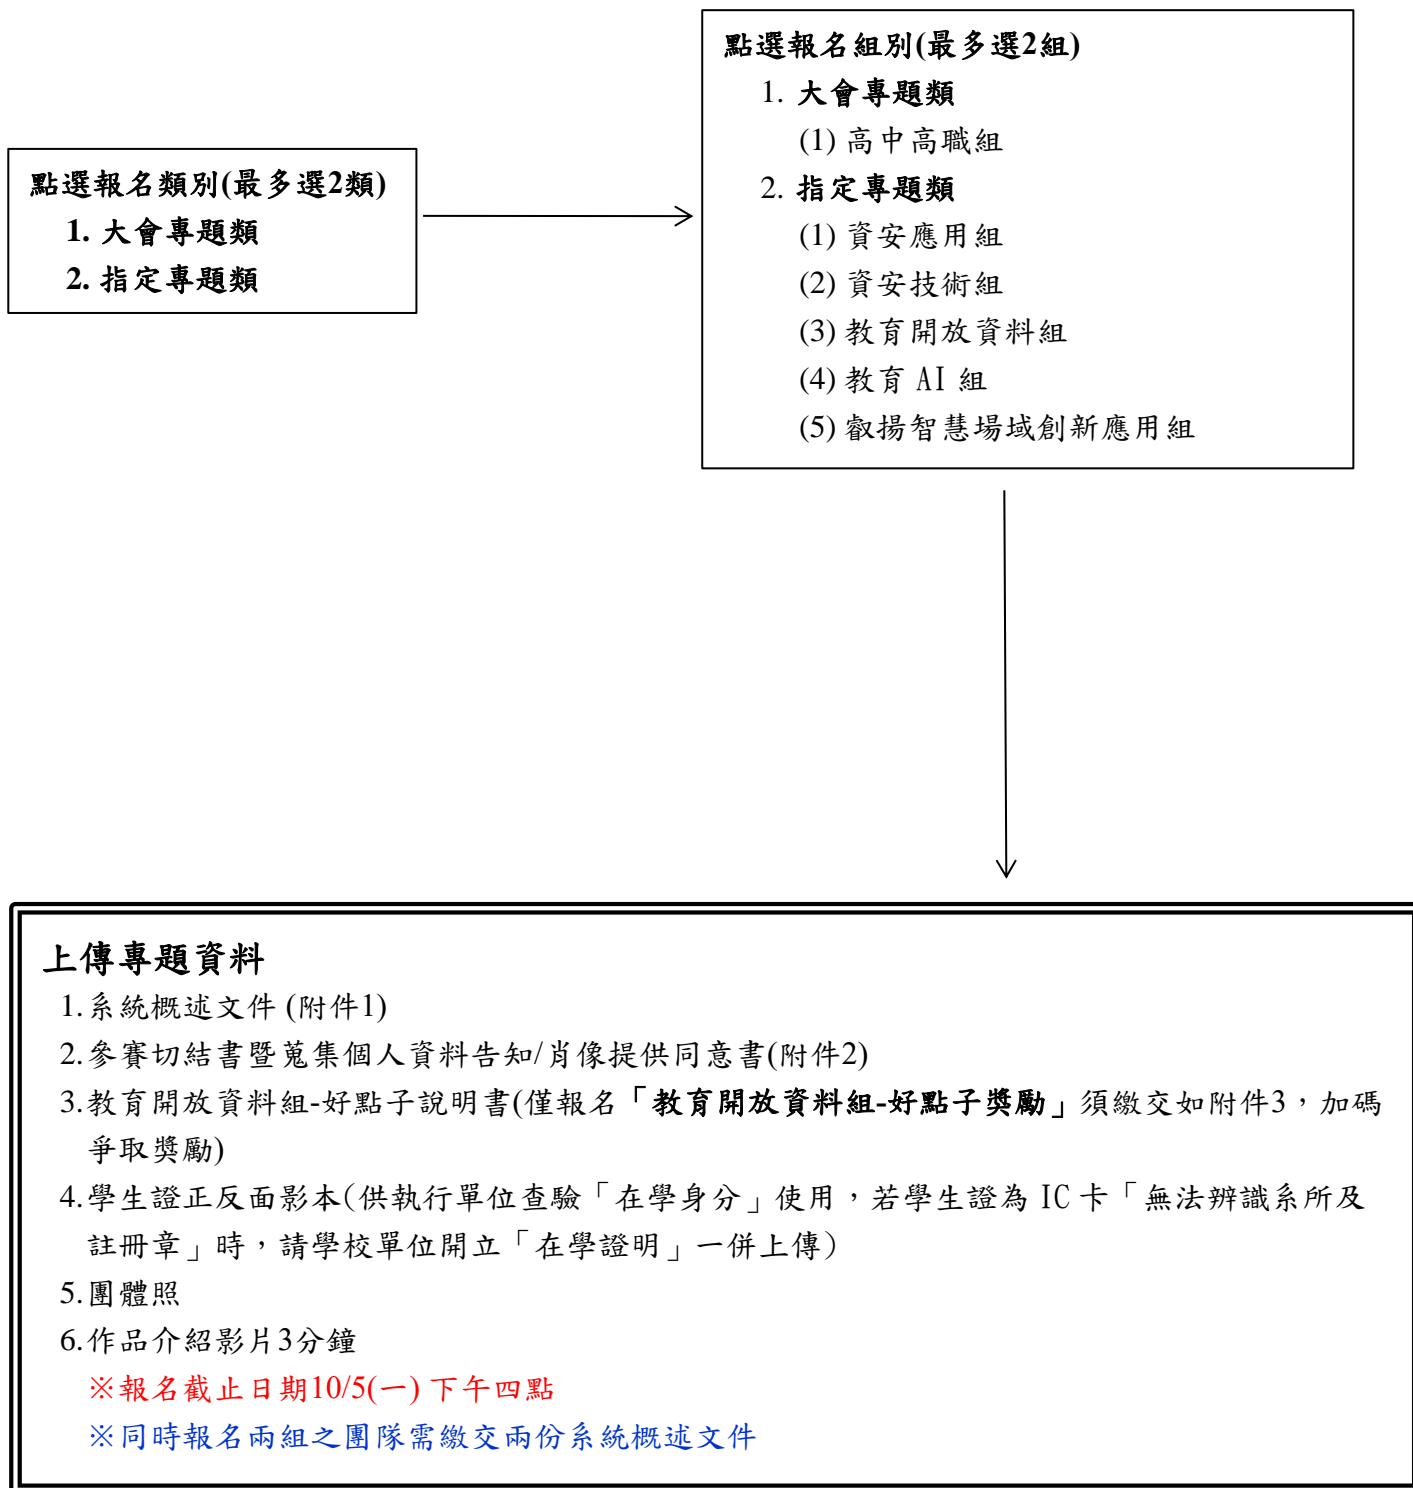 點選報名類別(最多選2類)
1. 大會專題類
2. 指定專題類
點選報名組別(最多選2組)
1. 大會專題類
(1) 高中高職組
2. 指定專題類
(1) 資安應用組
(2) 資安技術組
(3) 教育開放資料組
(4) 教育 AI 組
(5) 叡揚智慧場域創新應用組
上傳專題資料
1.系統概述文件 (附件1)
2.參賽切結書暨蒐集個人資料告知/肖像提供同意書(附件2)
3.教育開放資料組-好點子說明書(僅報名「教育開放資料組-好點子獎勵」須繳交如附件3，加碼
爭取獎勵)
4.學生證正反面影本(供執行單位查驗「在學身分」使用，若學生證為 IC 卡「無法辨識系所及
註冊章」時，請學校單位開立「在學證明」一併上傳)
5.團體照
6.作品介紹影片3分鐘
※報名截止日期10/5(一) 下午四點
※同時報名兩組之團隊需繳交兩份系統概述文件